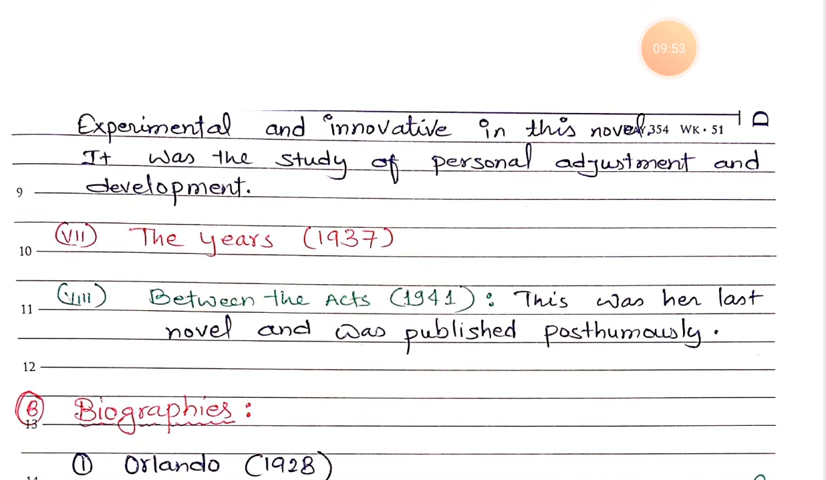 09:53
Experimental and innovative in this novel. 354 WK • 51
It was the study of personal adjustment and
9 development.
10 (VII) The years (1937)
11 (VIII) Between the Acts (1941): This was her last
novel and was published posthumously.
12
13 (B) Biographies:
① Orlando (1928)